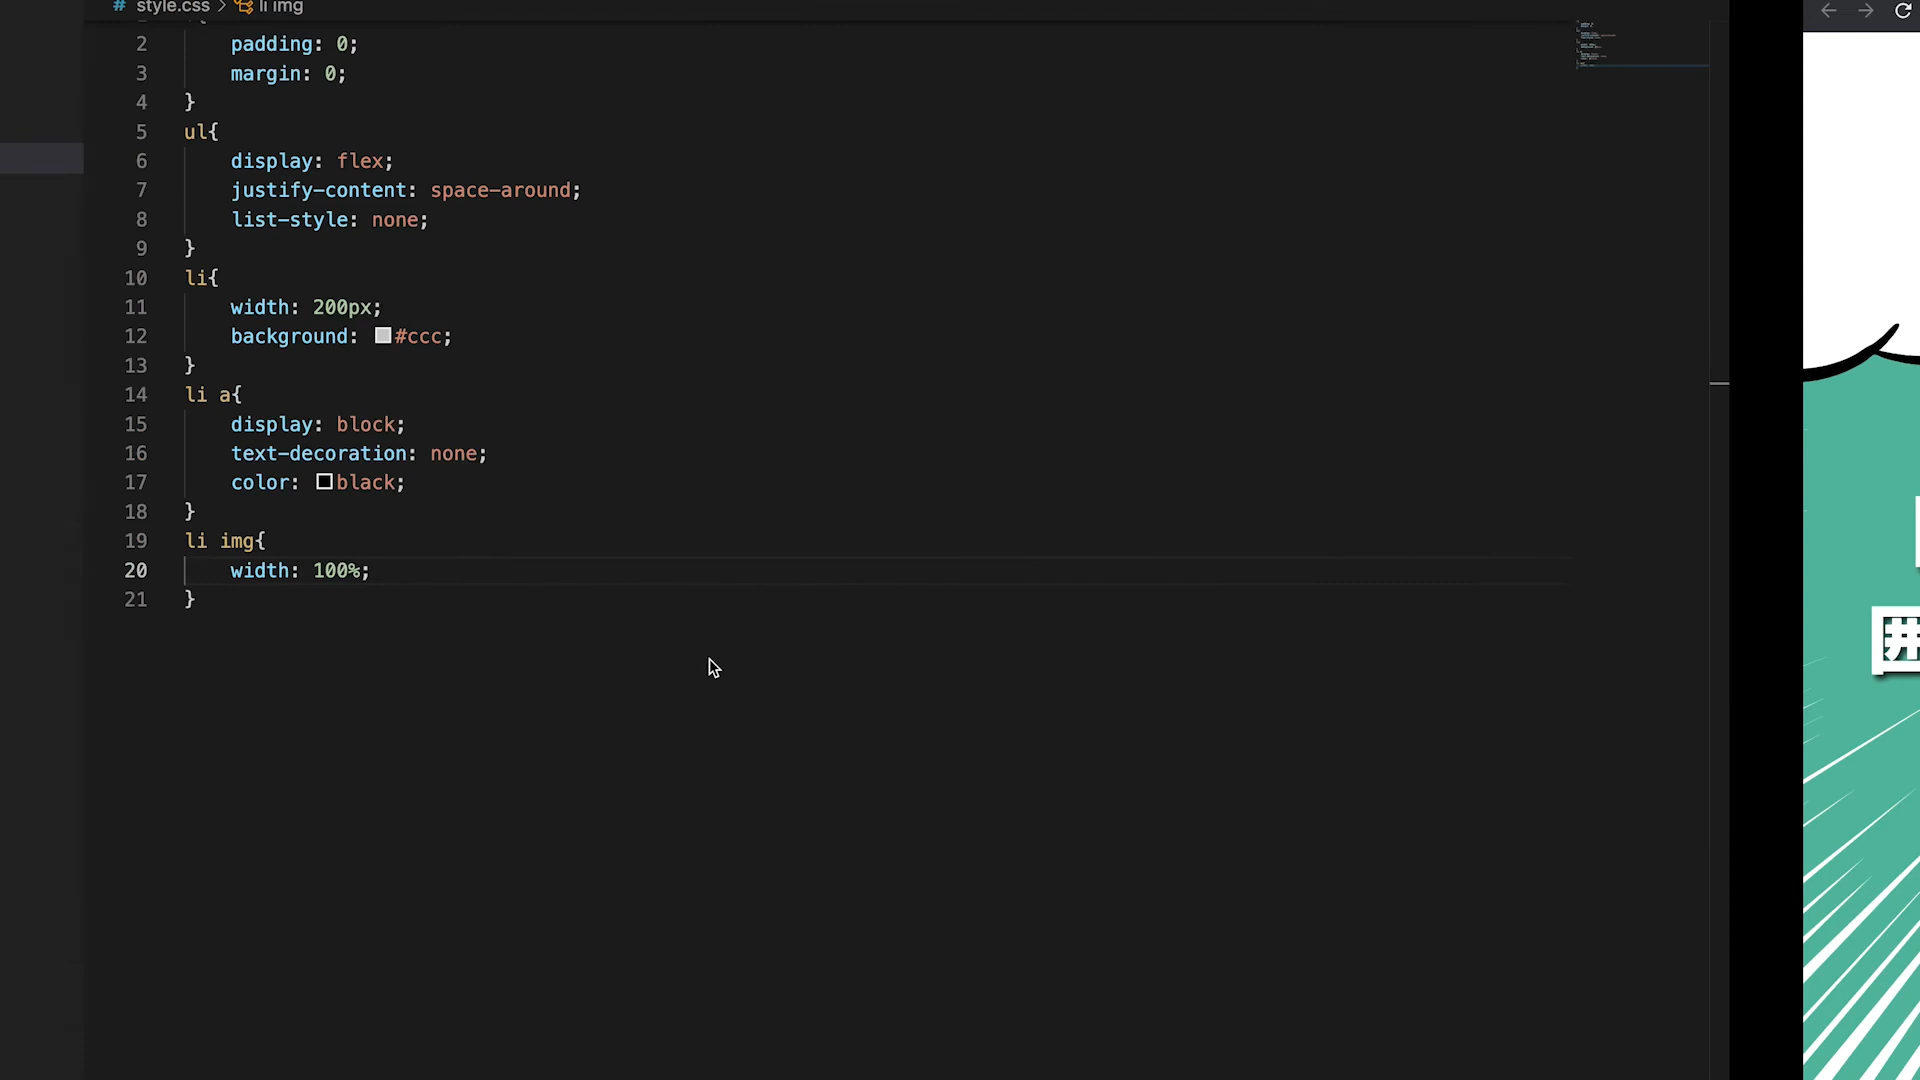 # style.css > li img
2 padding: 0;
3 margin: 0;
4 }
5 ul{
6 display: flex;
7 justify-content: space-around;
8 list-style: none;
9 }
10 li{
11 width: 200px;
12 background: #ccc;
13 }
14 li a{
15 display: block;
16 text-decoration: none;
17 color: black;
18 }
19 li img{
20 width: 100%;
21 }
囲